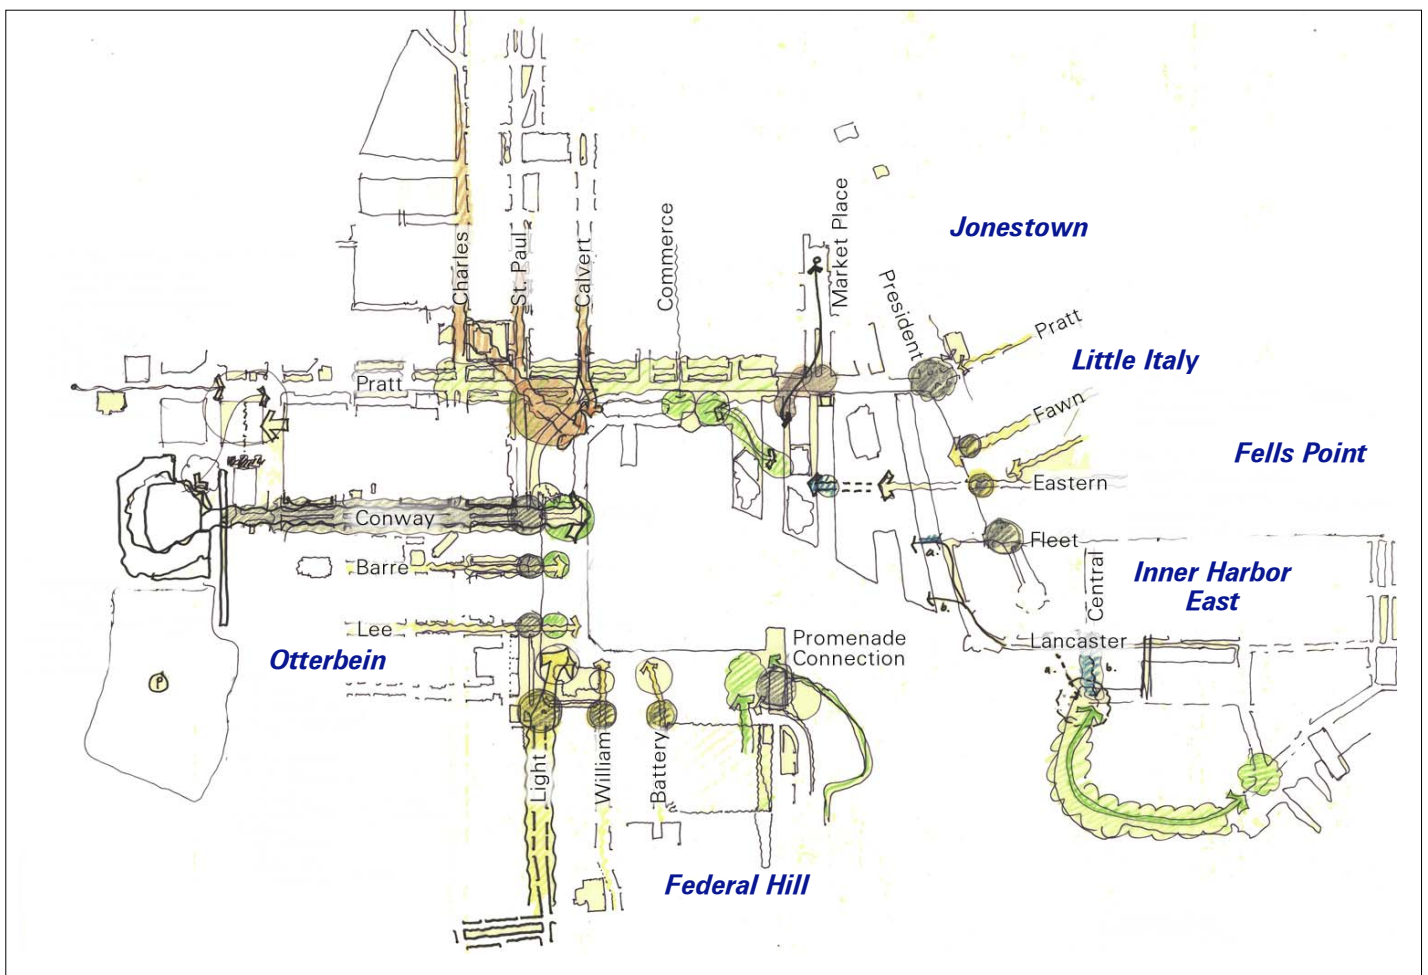 Charles
St. Paul
Calvert
Commerce
Market Place
President
Jonestown
Pratt
Little Italy
Pratt
Fawn
Fells Point
Eastern
Conway
Fleet
a.
Barre
Central
Inner Harbor
East
b.
Lee
Promenade
Connection
Lancaster
Otterbein
a.
b.
P
Light
William
Battery
Federal Hill